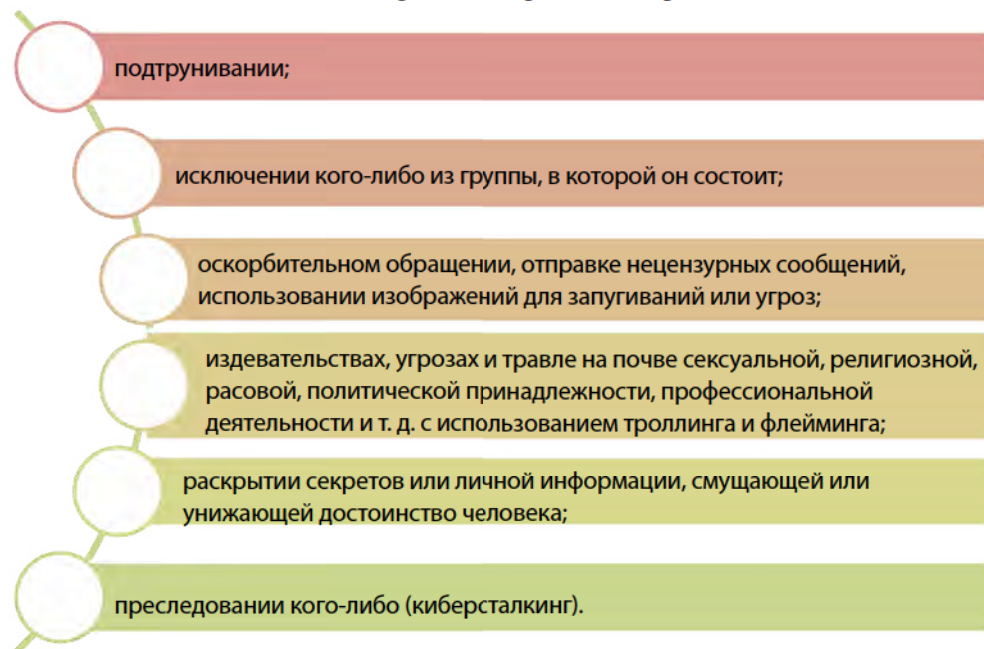 подтрунивании;
исключении кого-либо из группы, в которой он состоит;
оскорбительном обращении, отправке нецензурных сообщений,
использовании изображений для запугиваний или угроз;
издевательствах, угрозах и травле на почве сексуальной, религиозной,
расовой, политической принадлежности, профессиональной
деятельности и т. д. с использованием троллинга и флейминга;
раскрытии секретов или личной информации, смущающей или
унижающей достоинство человека;
преследовании кого-либо (киберсталкинг).